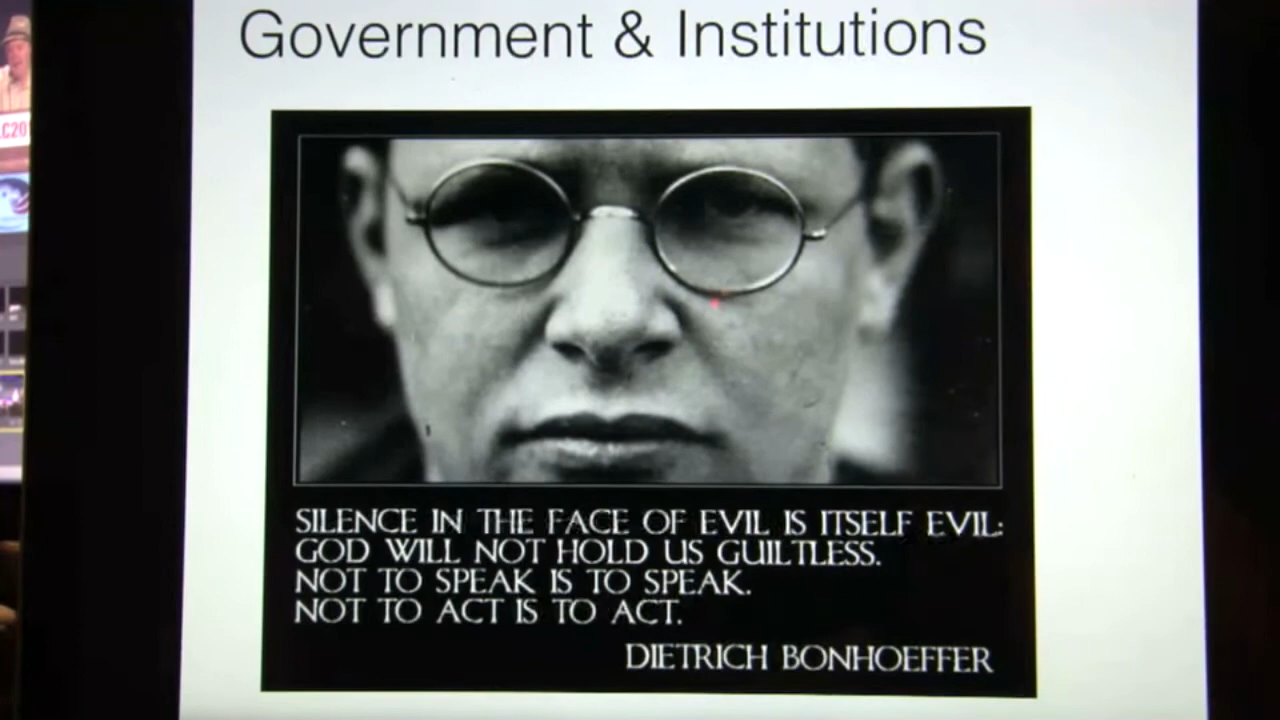 Government & Institutions
.C20
SILENCE IN THE FACE OF EVIL IS ITSELF EVIL:
GOD WILL NOT HOLD US GUILTLESS.
NOT TO SPEAK IS TO SPEAK.
NOT TO ACT IS TO ACT.
DIETRICH BONHOEFFER